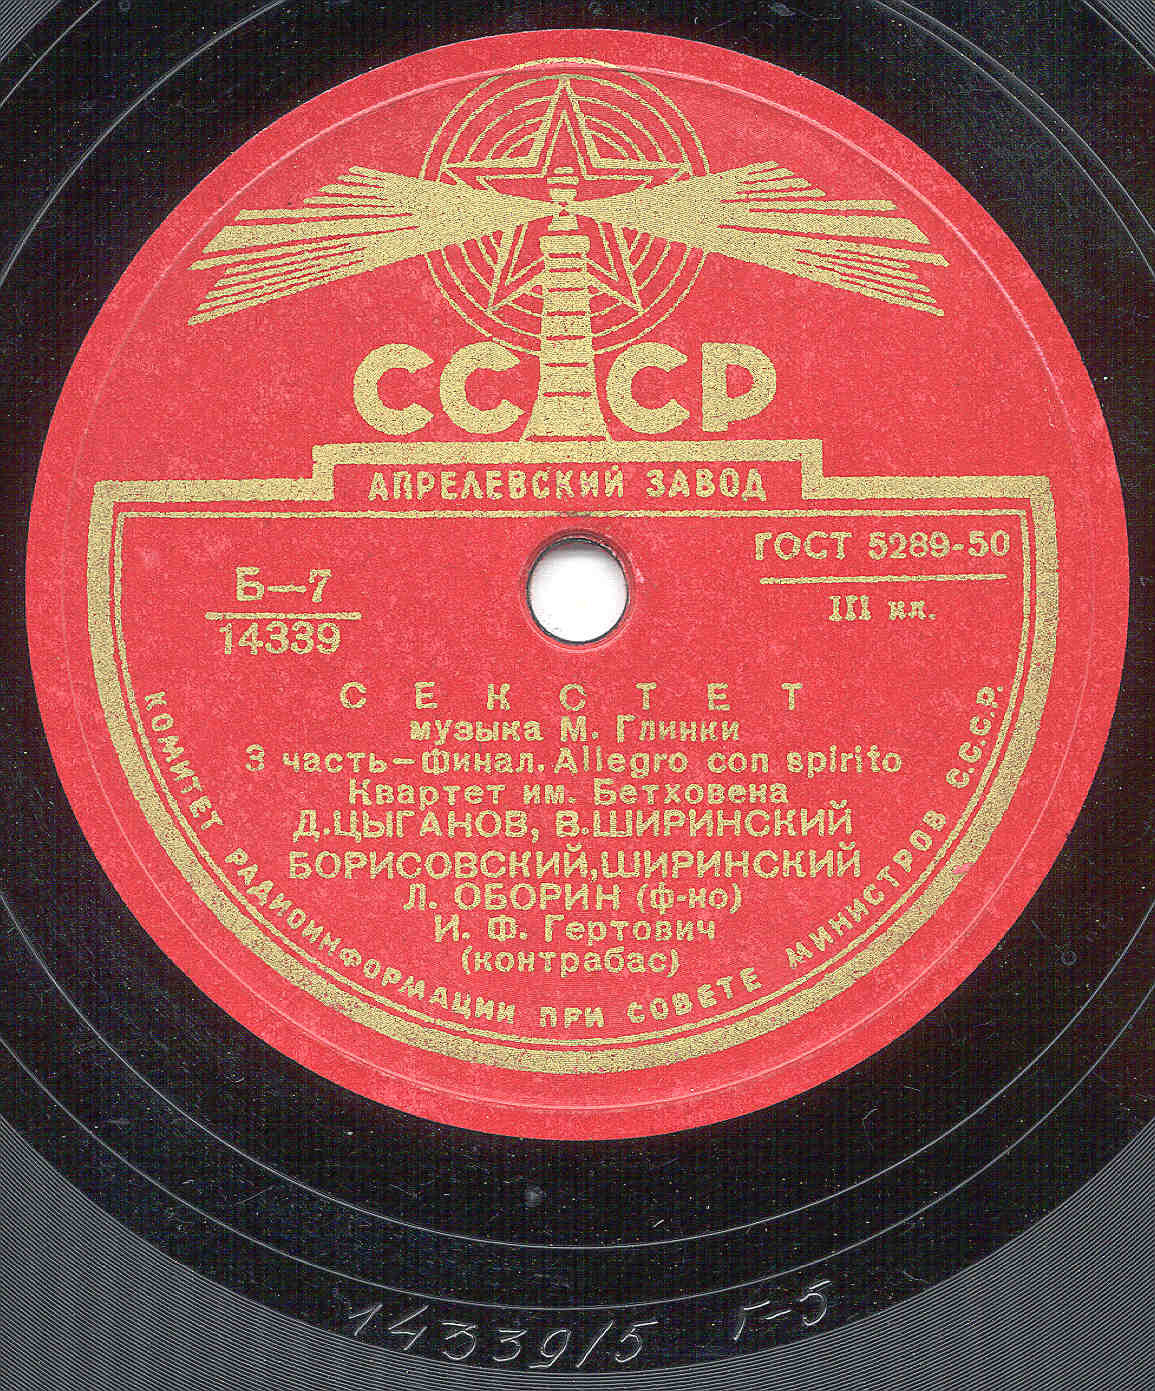 СССР
АПРЕЛЕВСКИЙ ЗАВОД
ГОСТ 5289-50
III кл.
Б—7
14339
СЕКСТЕТ
музыка М. Глинки
3 часть—финал. Allegro con spirito
Квартет им. Бетховена
Д.ЦЫГАНОВ, В.ШИРИНСКИЙ
БОРИСОВСКИЙ,ШИРИНСКИЙ
Л. ОБОРИН (ф-но)
И. Ф. Гертович
(контрабас)
КОМИТЕТ РАДИОИНФОРМАЦИИ ПРИ СОВЕТЕ МИНИСТРОВ С.С.С.Р.
14339/5 Г-5